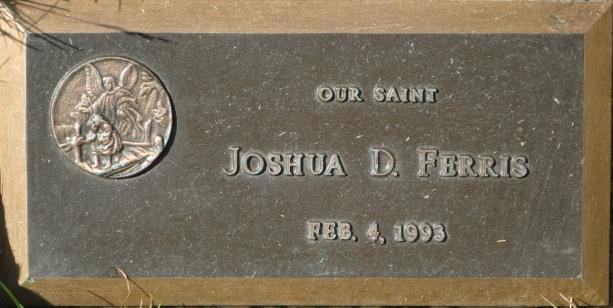 OUR SAINT
JOSHUA D. FERRIS
FEB. 4, 1993